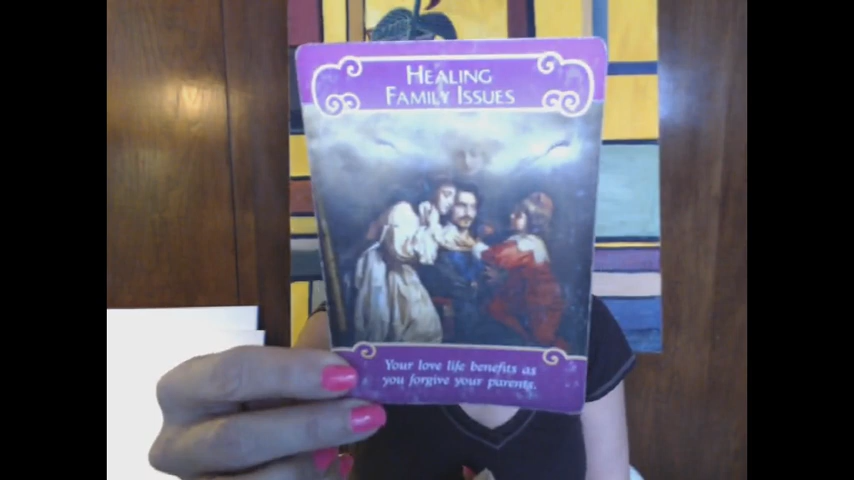 HEALING
FAMILY ISSUES
Your love life benefits as
you forgive your parents.